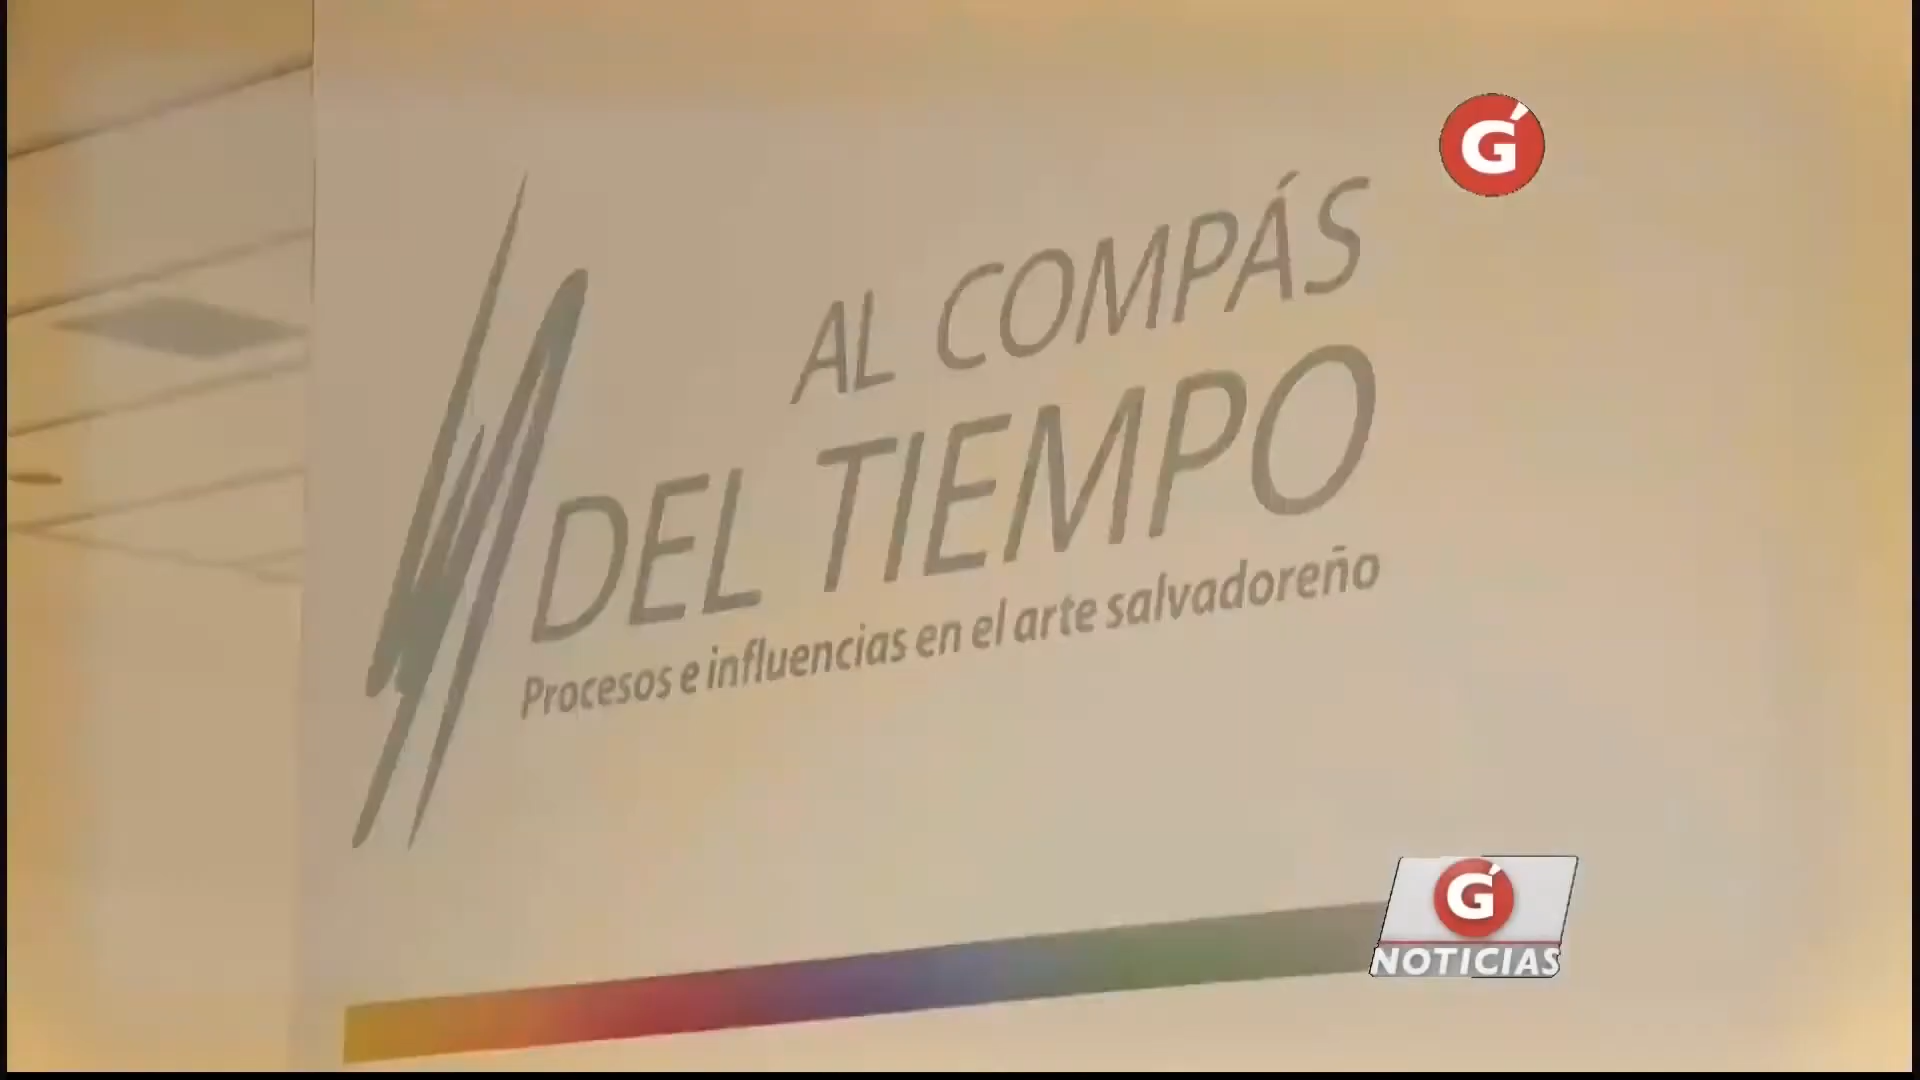 Ǵ
AL COMPÁS
DEL TIEMPO
Procesos e influencias en el arte salvadoreño
Ǵ
NOTICIAS